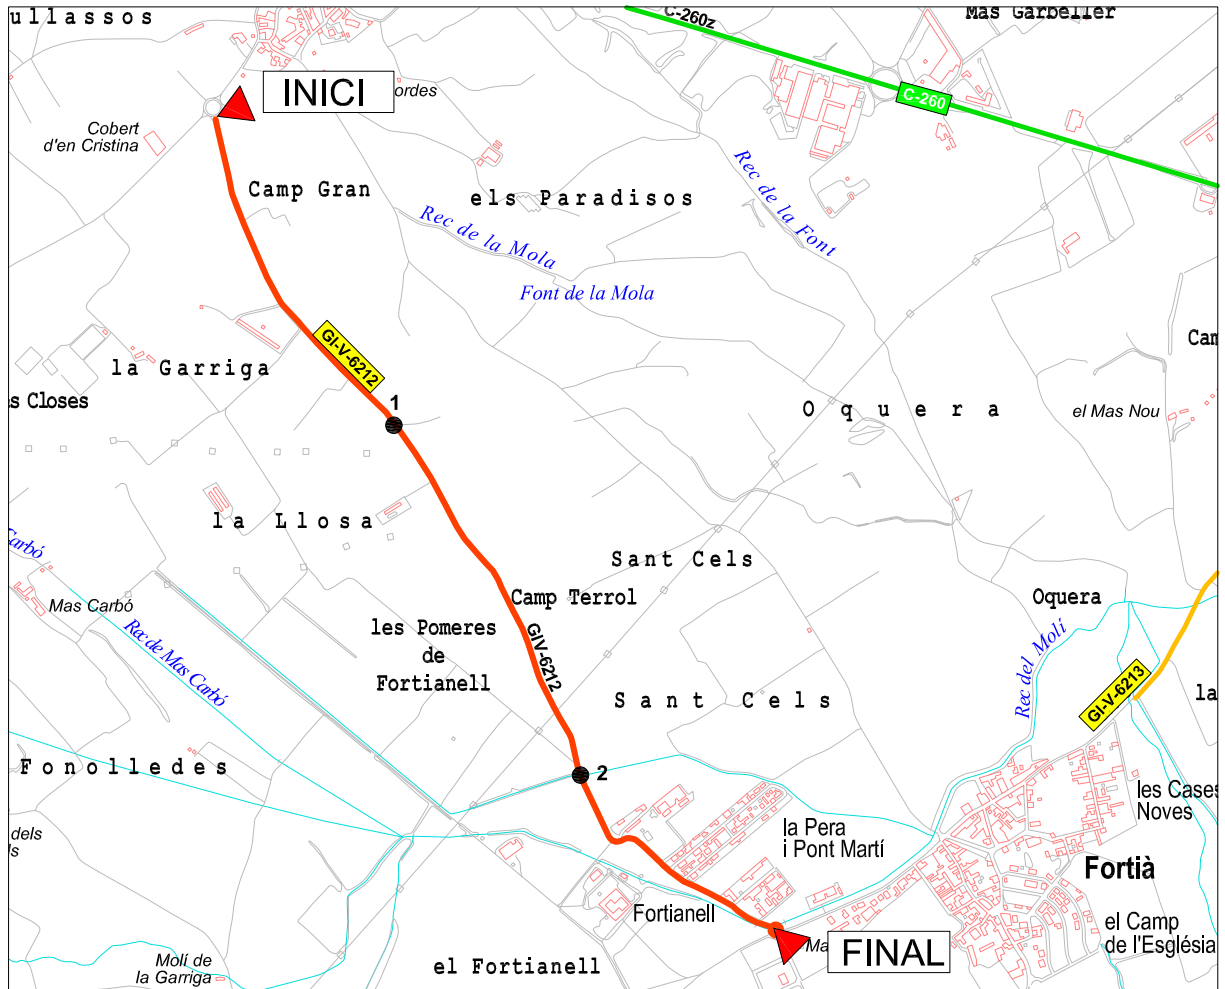 ullassos
C-260z
Mas Garbeller
INICI
ordes
C-260
Cobert
d'en Cristina
Camp Gran
els Paradisos
Rec de la Font
Rec de la Mola
Font de la Mola
GI-V-6212
la Garriga
Can
s Closes
1
O q u e r a
el Mas Nou
la Llosa
Carbó
Sant Cels
Mas Carbó
Camp Terrol
Oquera
les Pomeres
de
Fortianell
Rec de Mas Carbó
GIV-6212
Rec del Molí
Sant Cels
GI-V-6213
la
Fonolledes
2
les Cases
Noves
dels
ls
la Pera
i Pont Martí
Fortià
Fortianell
el Camp
de l'Església
Ma
FINAL
Molí de
la Garriga
el Fortianell